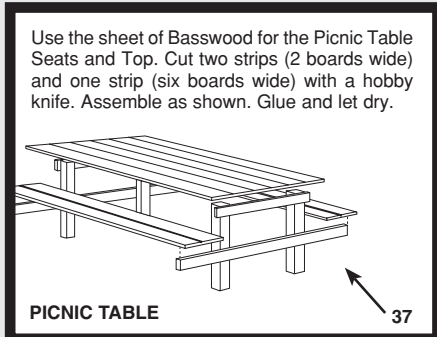 Use the sheet of Basswood for the Picnic Table
Seats and Top. Cut two strips (2 boards wide)
and one strip (six boards wide) with a hobby
knife. Assemble as shown. Glue and let dry.
PICNIC TABLE
37